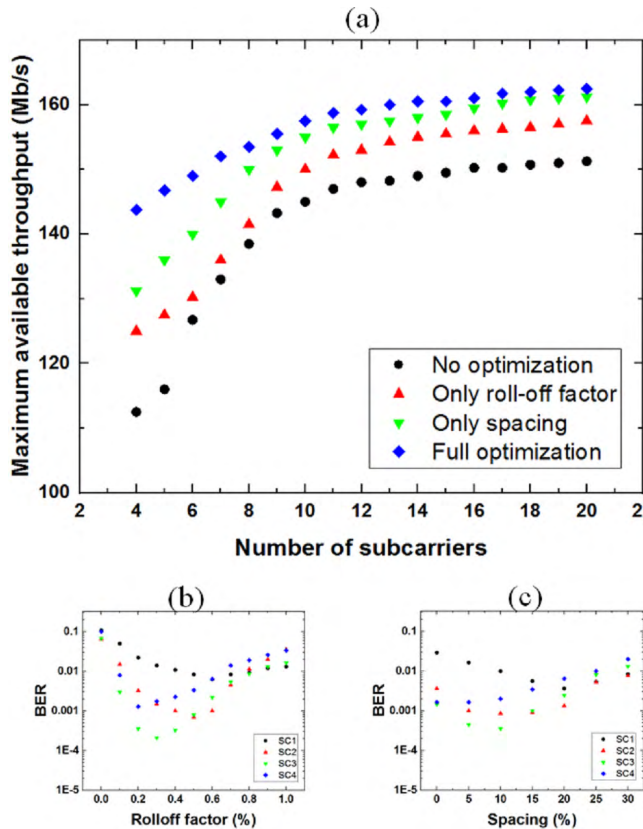 (a)
Maximum available throughput (Mb/s)
160
140
120
100
2 4 6 8 10 12 14 16 18 20 2
No optimization
Only roll-off factor
Only spacing
Full optimization
Number of subcarriers
(b)
BER
0.1
0.01
0.001
1E-4
1E-5
0.0 0.2 0.4 0.6 0.8 1.0
SC1
SC2
SC3
SC4
Rolloff factor (%)
(c)
BER
0.1
0.01
0.001
1E-4
1E-5
0 5 10 15 20 25 30
SC1
SC2
SC3
SC4
Spacing (%)